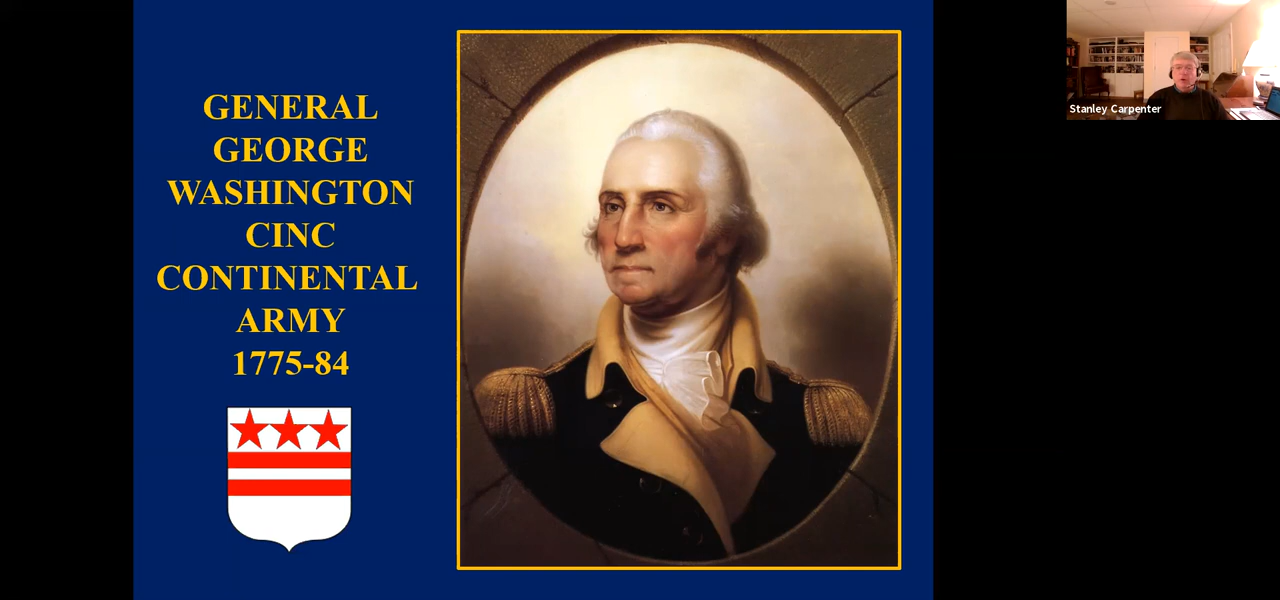 GENERAL
GEORGE
WASHINGTON
CINC
CONTINENTAL
ARMY
1775-84
Stanley Carpenter